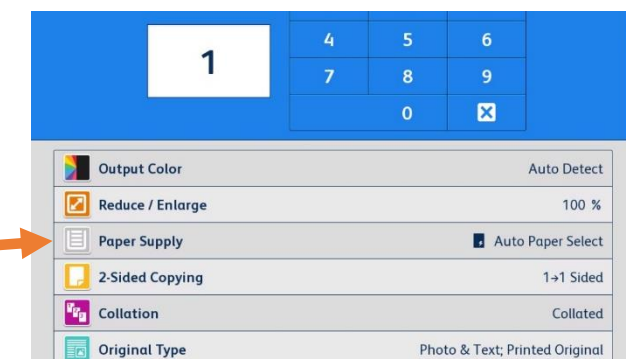 1
4 5 6
7 8 9
0
Output Color Auto Detect
Reduce / Enlarge 100 %
Paper Supply Auto Paper Select
2-Sided Copying 1→1 Sided
Collation Collated
Original Type Photo & Text; Printed Original